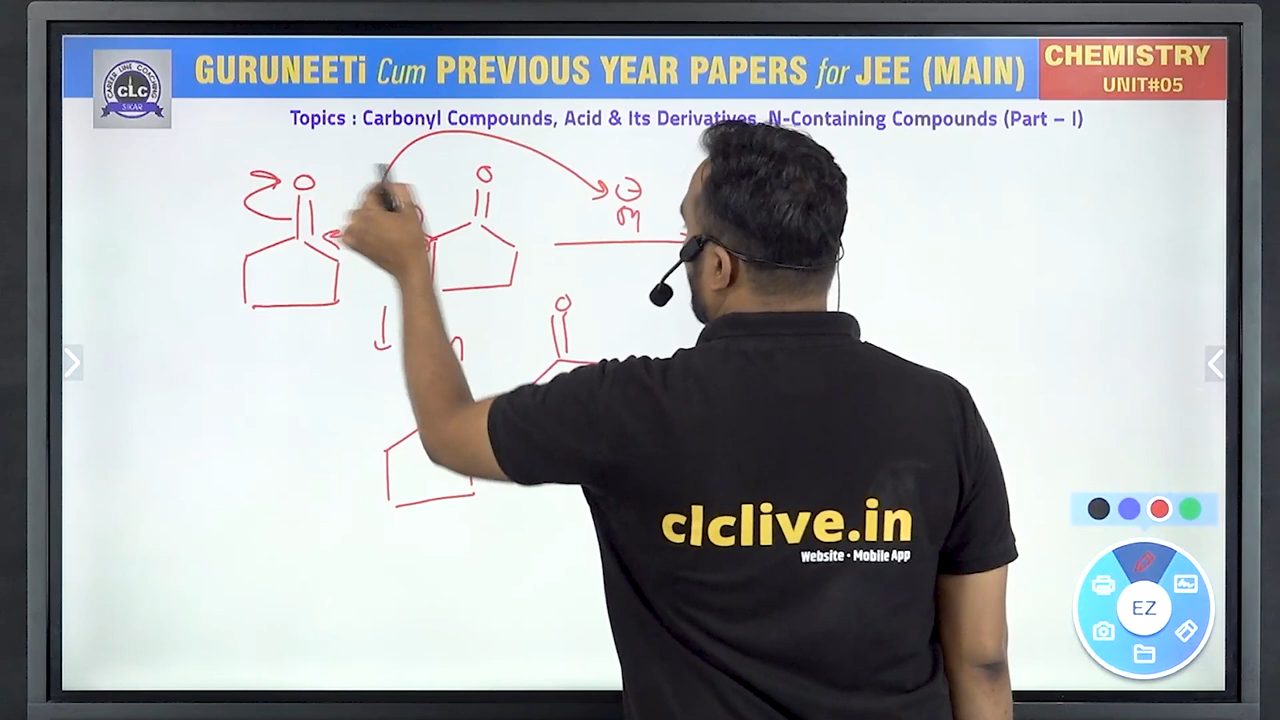 GURUNEETi Cum PREVIOUS YEAR PAPERS for JEE (MAIN)
CHEMISTRY
UNIT#05
CAREER LINE COACHING
CLC
SIKAR
Topics : Carbonyl Compounds, Acid & Its Derivatives, N-Containing Compounds (Part – I)
O
O
⊖
OH
O
clclive.in
Website • Mobile App
EZ